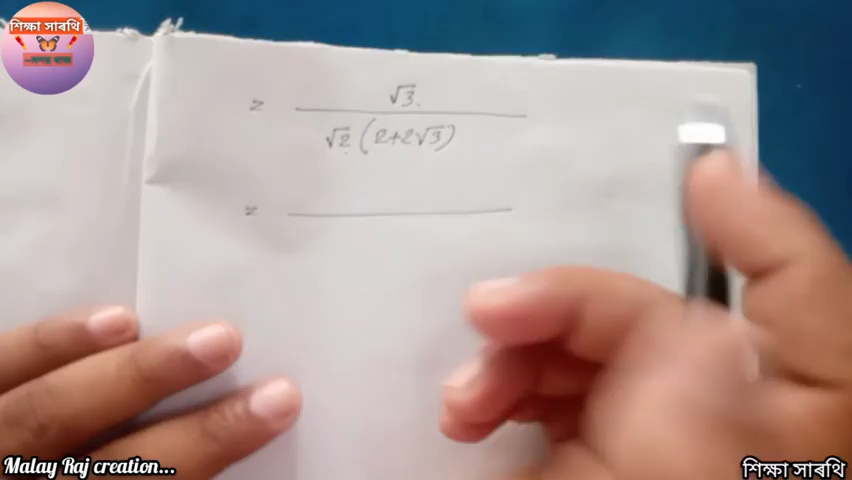 শিক্ষা সাৰথি
= √3
√2 (2+2√3)
=
Malay Raj creation...
শিক্ষা সাৰথি